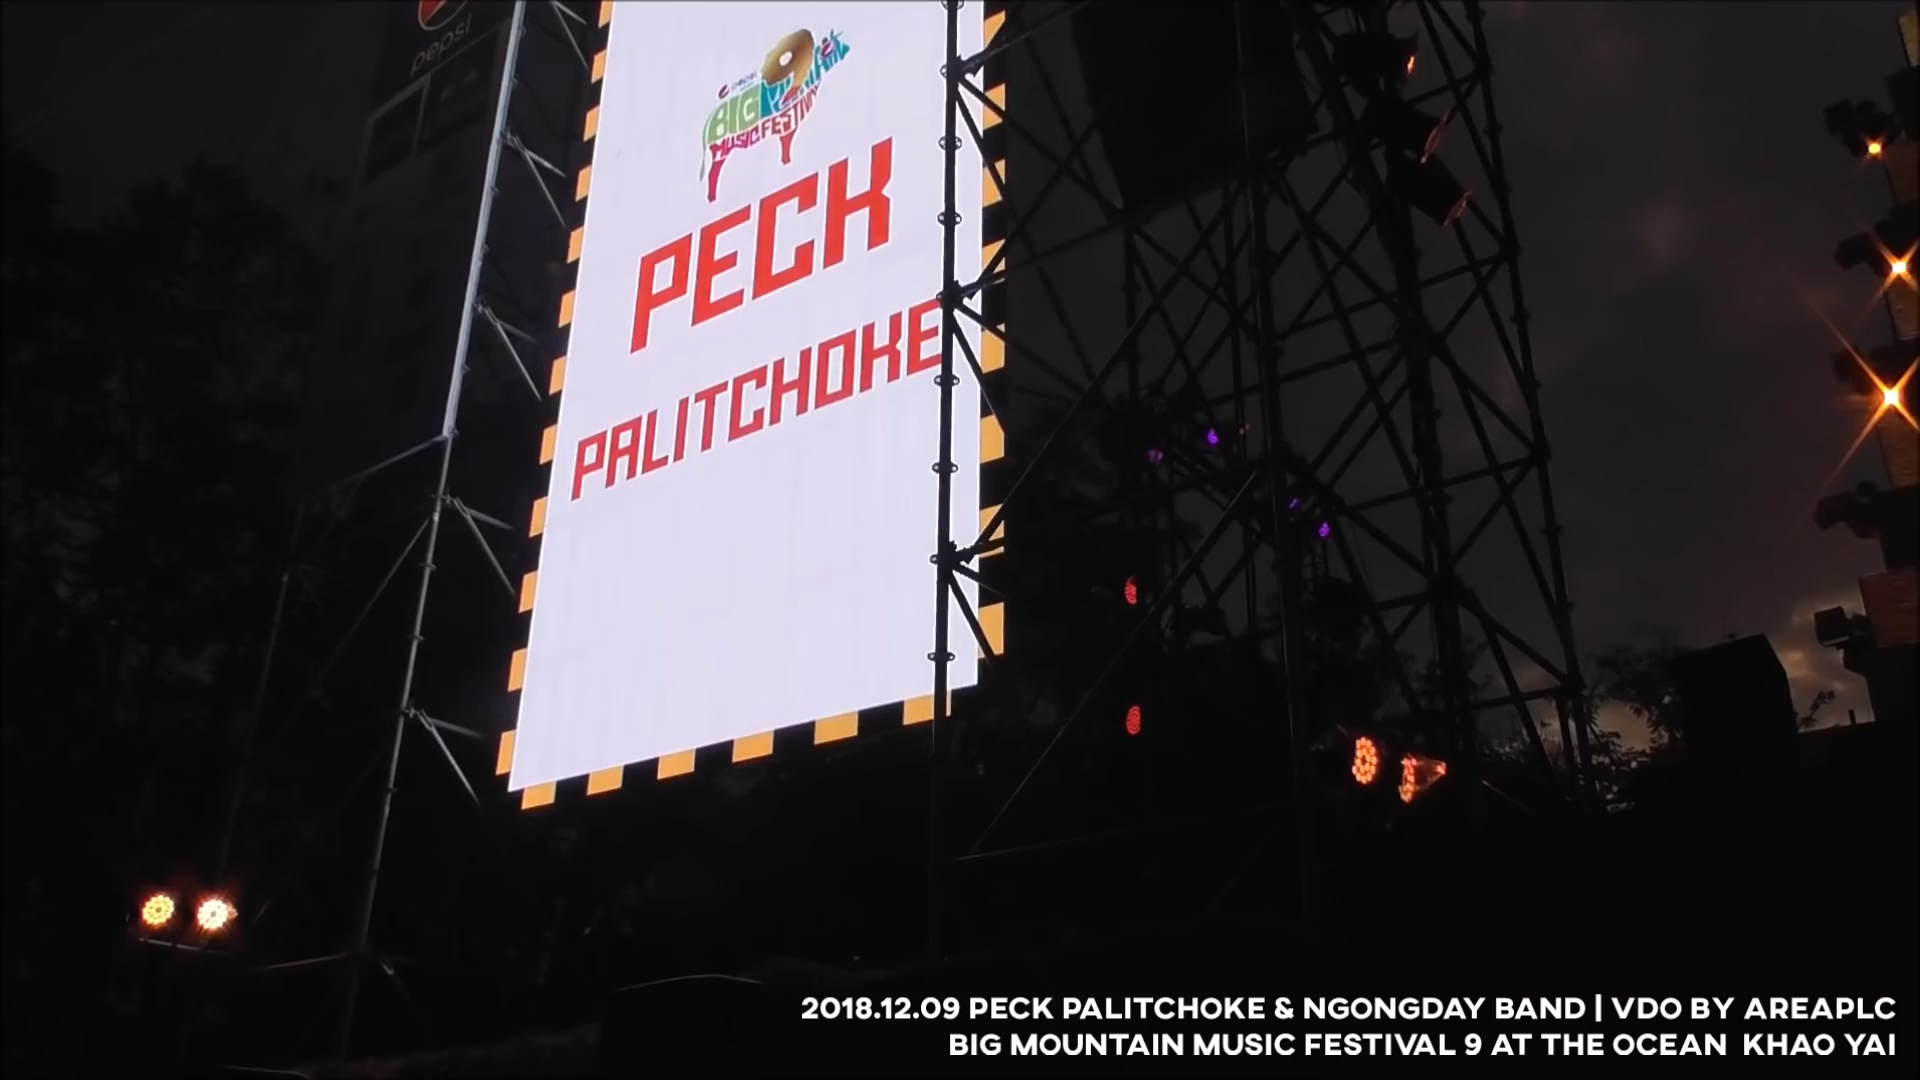 pepsi
pepsi
BIG MOUNTAIN
MUSIC FESTIVAL
PECK
PALITCHOKE
2018.12.09 PECK PALITCHOKE & NGONGDAY BAND | VDO BY AREAPLC
BIG MOUNTAIN MUSIC FESTIVAL 9 AT THE OCEAN KHAO YAI